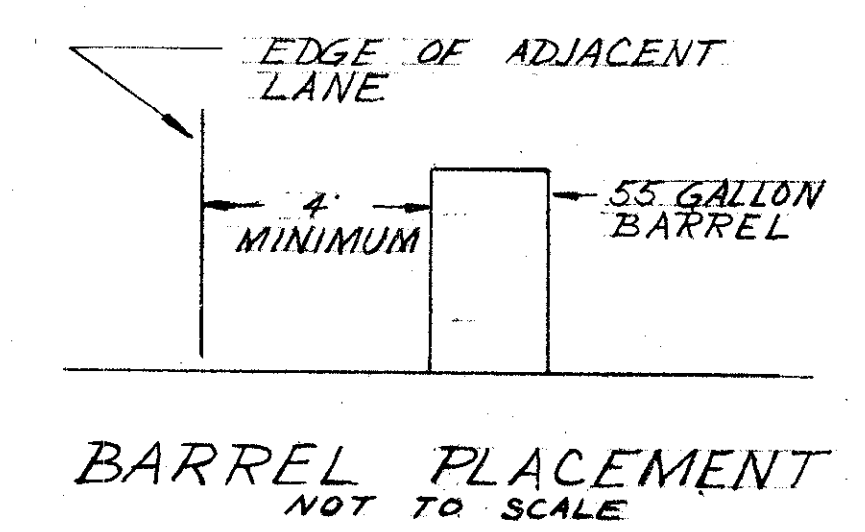 EDGE OF ADJACENT
LANE
4'
MINIMUM
55 GALLON
BARREL
BARREL PLACEMENT
NOT TO SCALE